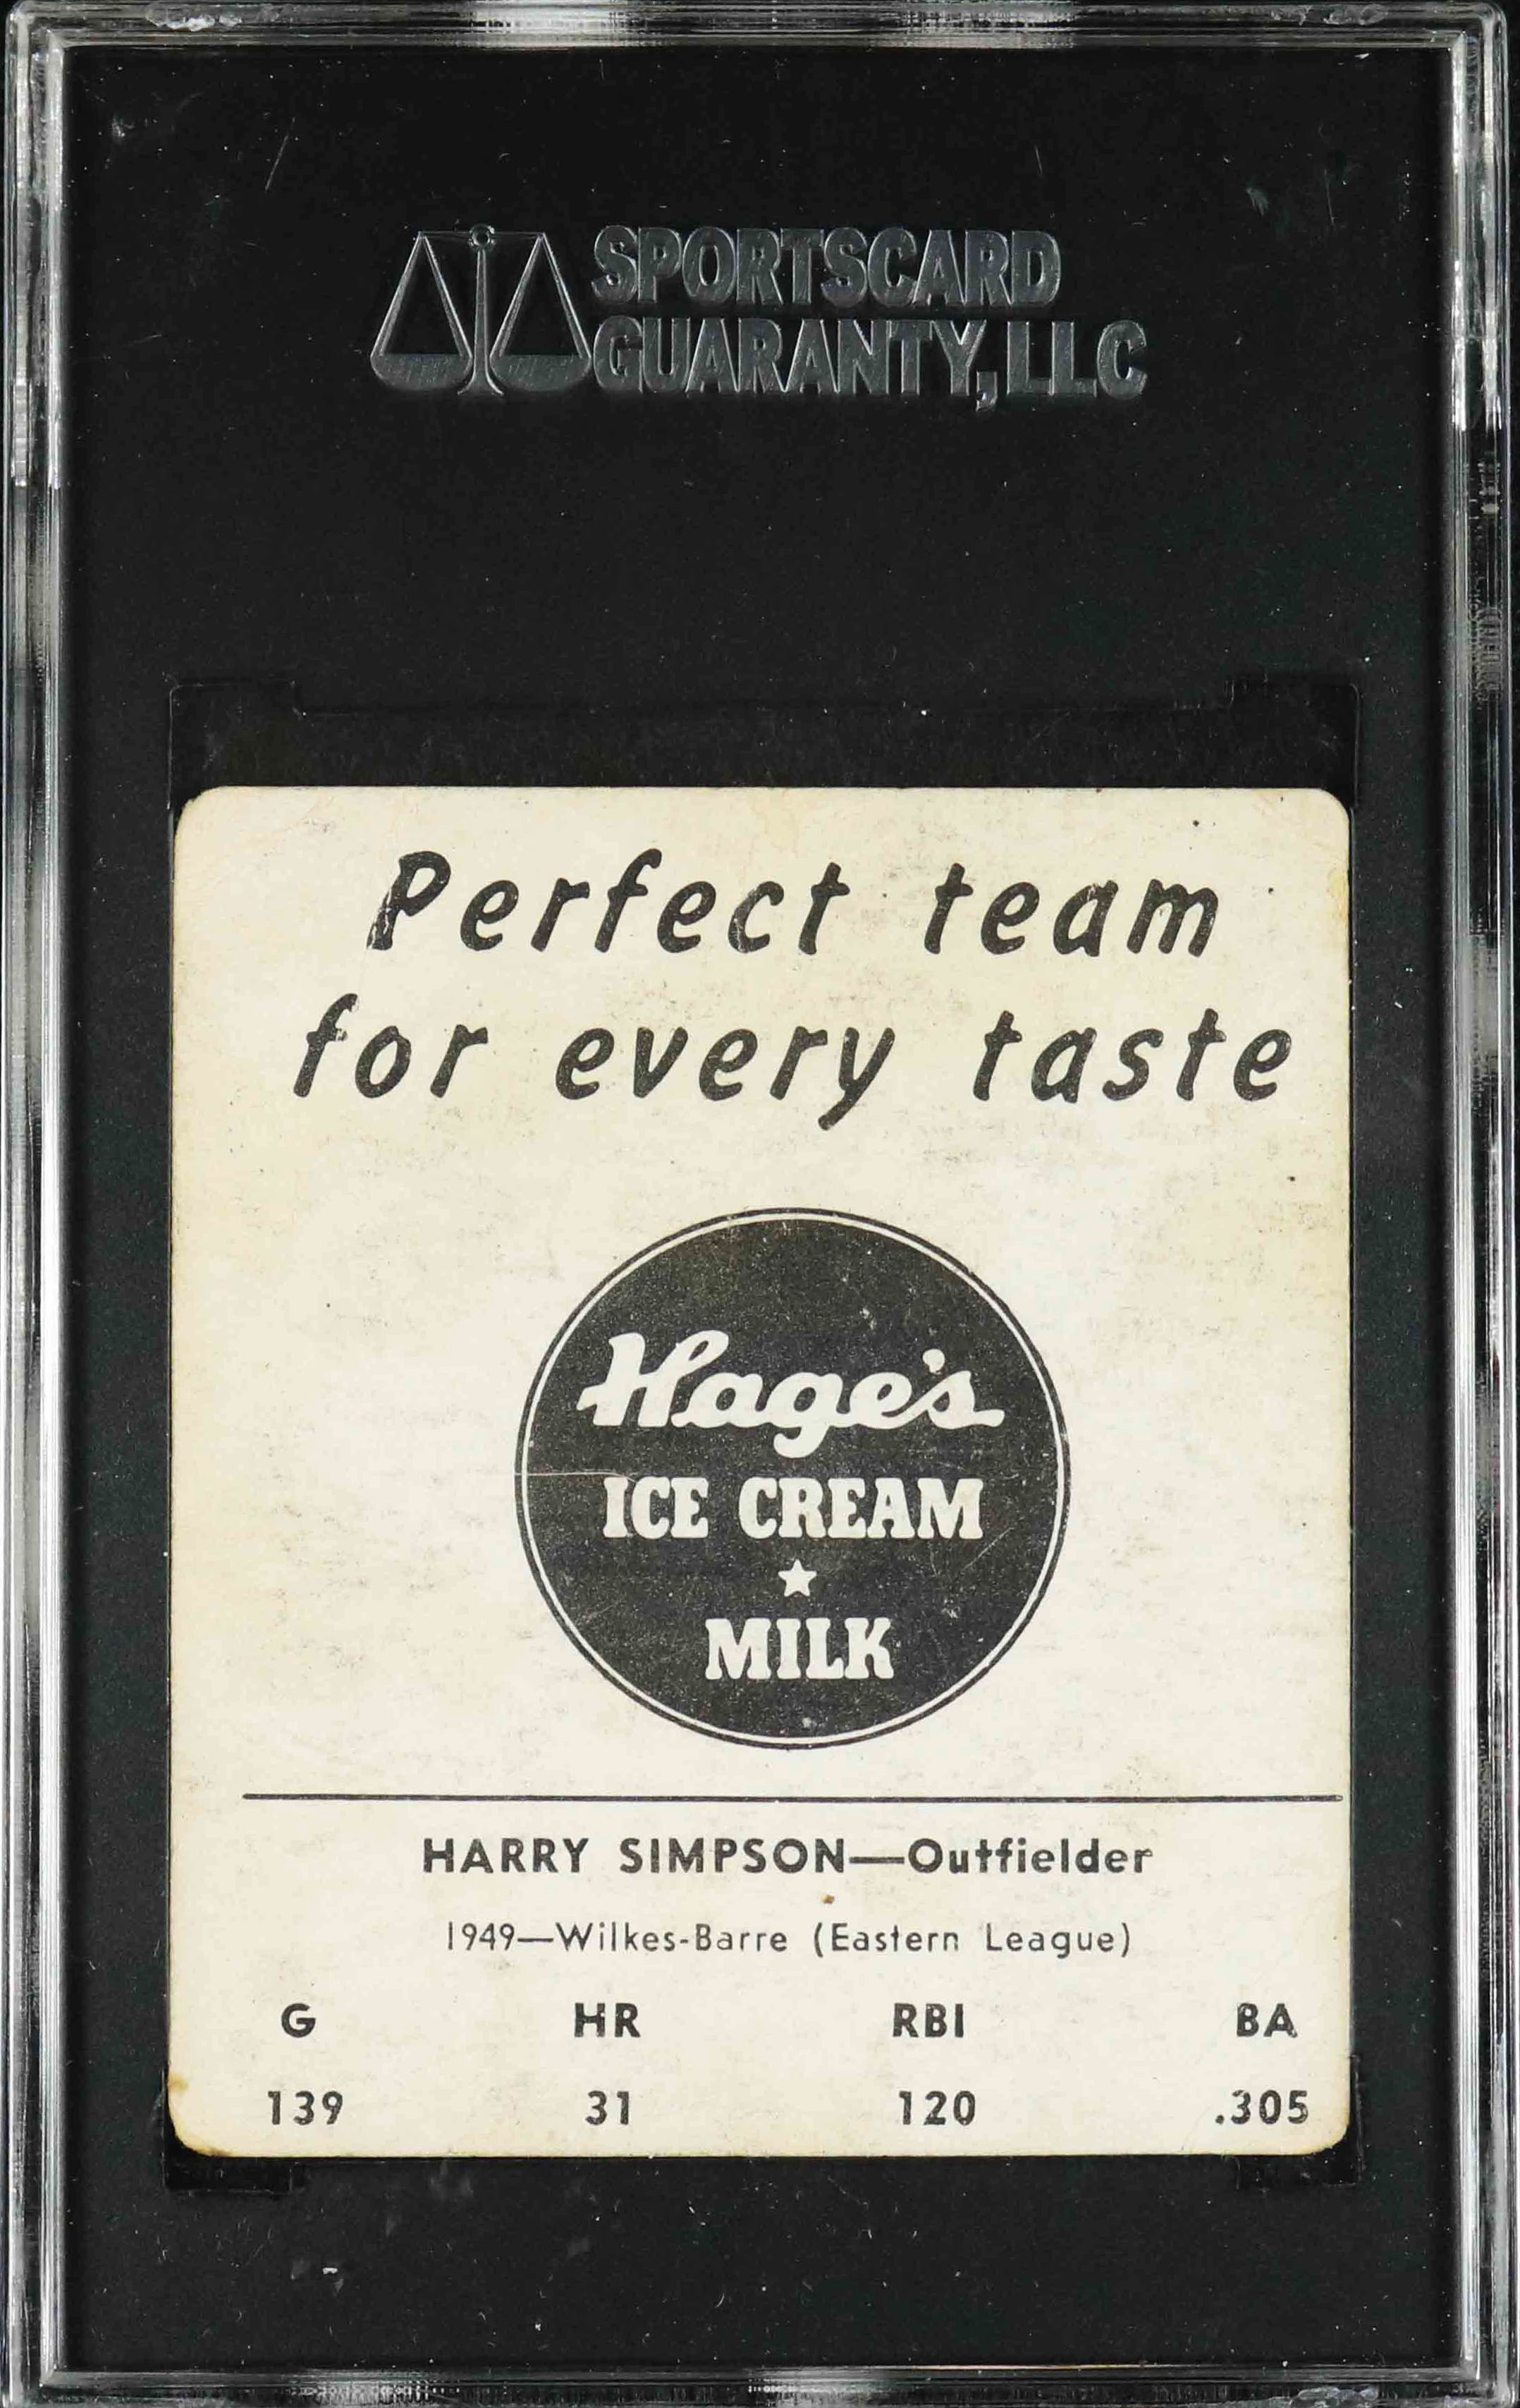 SPORTSCARD
GUARANTY, LLC
Perfect team
for every taste
Hage's
ICE CREAM
MILK
HARRY SIMPSON—Outfielder
1949—Wilkes-Barre (Eastern League)
G HR RBI BA
139 31 120 .305